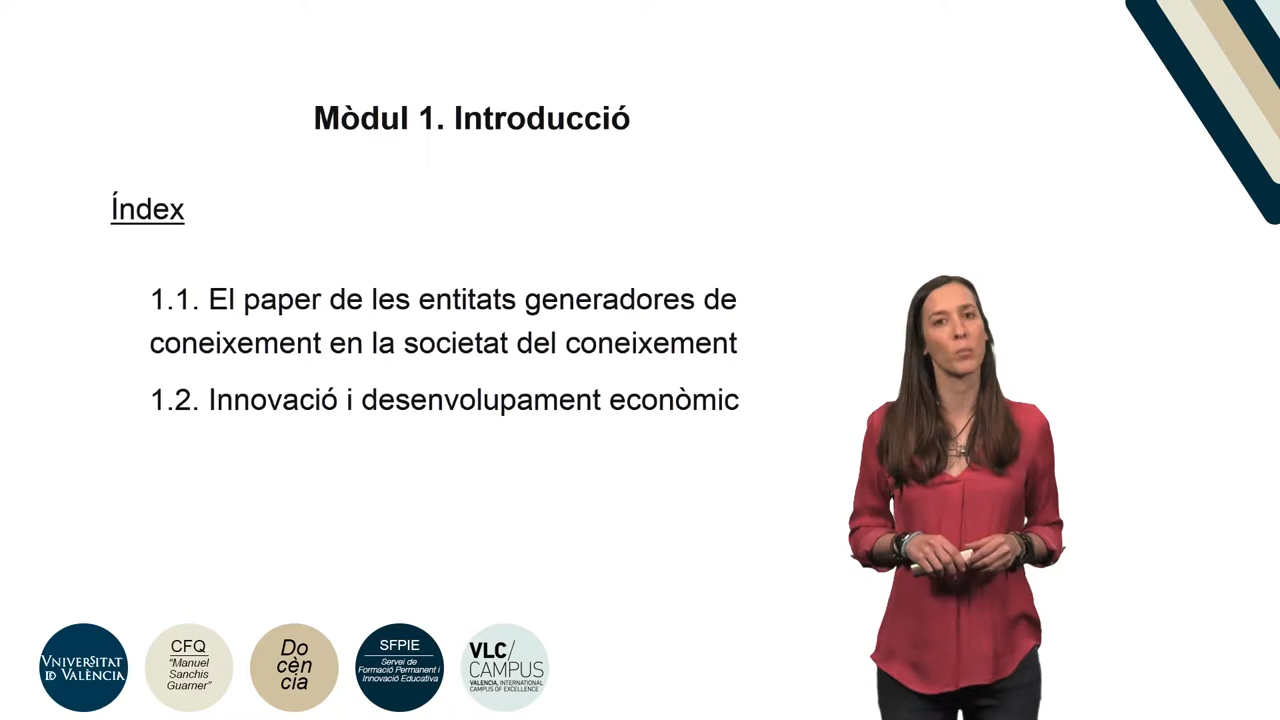 Mòdul 1. Introducció
Índex
1.1. El paper de les entitats generadores de
coneixement en la societat del coneixement
1.2. Innovació i desenvolupament econòmic
VNIVERSITAT
ID VALÈNCIA
CFQ
"Manuel
Sanchis
Guarner"
Do
cèn
cia
SFPIE
Servei de
Formació Permanent i
Innovació Educativa
VLC/
CAMPUS
VALENCIA, INTERNATIONAL
CAMPUS OF EXCELLENCE